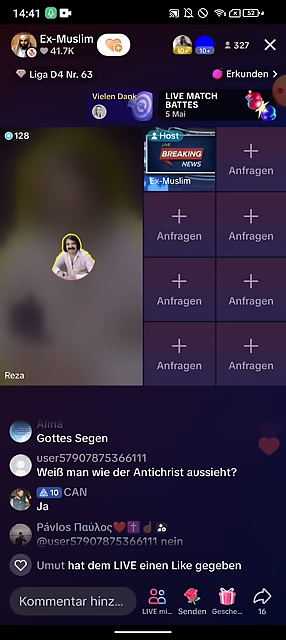 14:41
52
Ex-Muslim
41.7K
10+
327
Liga D4 Nr. 63
Erkunden
Vielen Dank
LIVE MATCH
BATTES
5 Mai
128
Host
LIVE
BREAKING
NEWS
Ex-Muslim
Anfragen
Anfragen
Anfragen
Anfragen
Anfragen
Anfragen
Anfragen
Reza
Alina
Gottes Segen
user57907875366111
Weiß man wie der Antichrist aussieht?
10 CAN
Ja
Pávlos Παύλος
@user57907875366111 nein
Umut hat dem LIVE einen Like gegeben
Kommentar hinz...
LIVE mi...
Senden
Gesche...
16